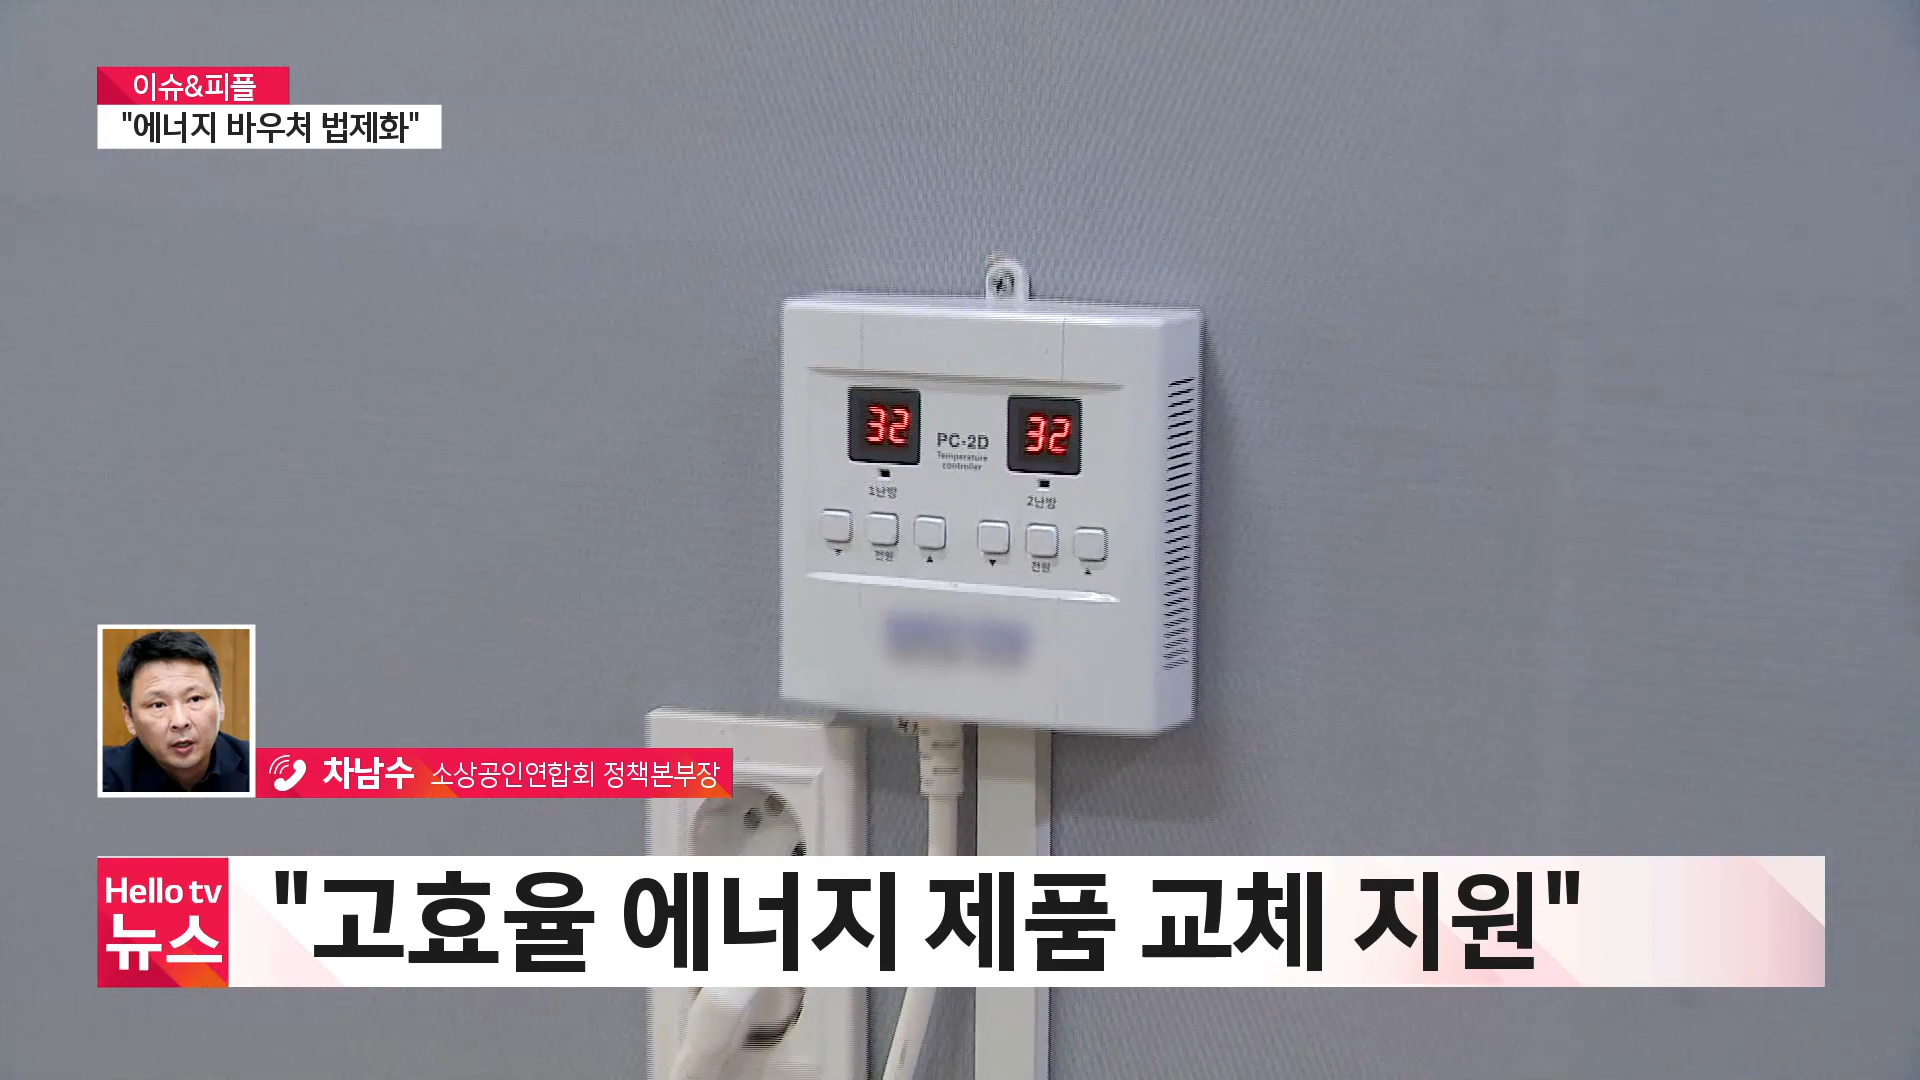 이슈&피플
"에너지 바우처 법제화"
32
32
PC-2D
Temperature
controller
1난방
2난방
▼ 전원 ▲
▼ 전원 ▲
차남수 소상공인연합회 정책본부장
Hello tv
뉴스
"고효율 에너지 제품 교체 지원"